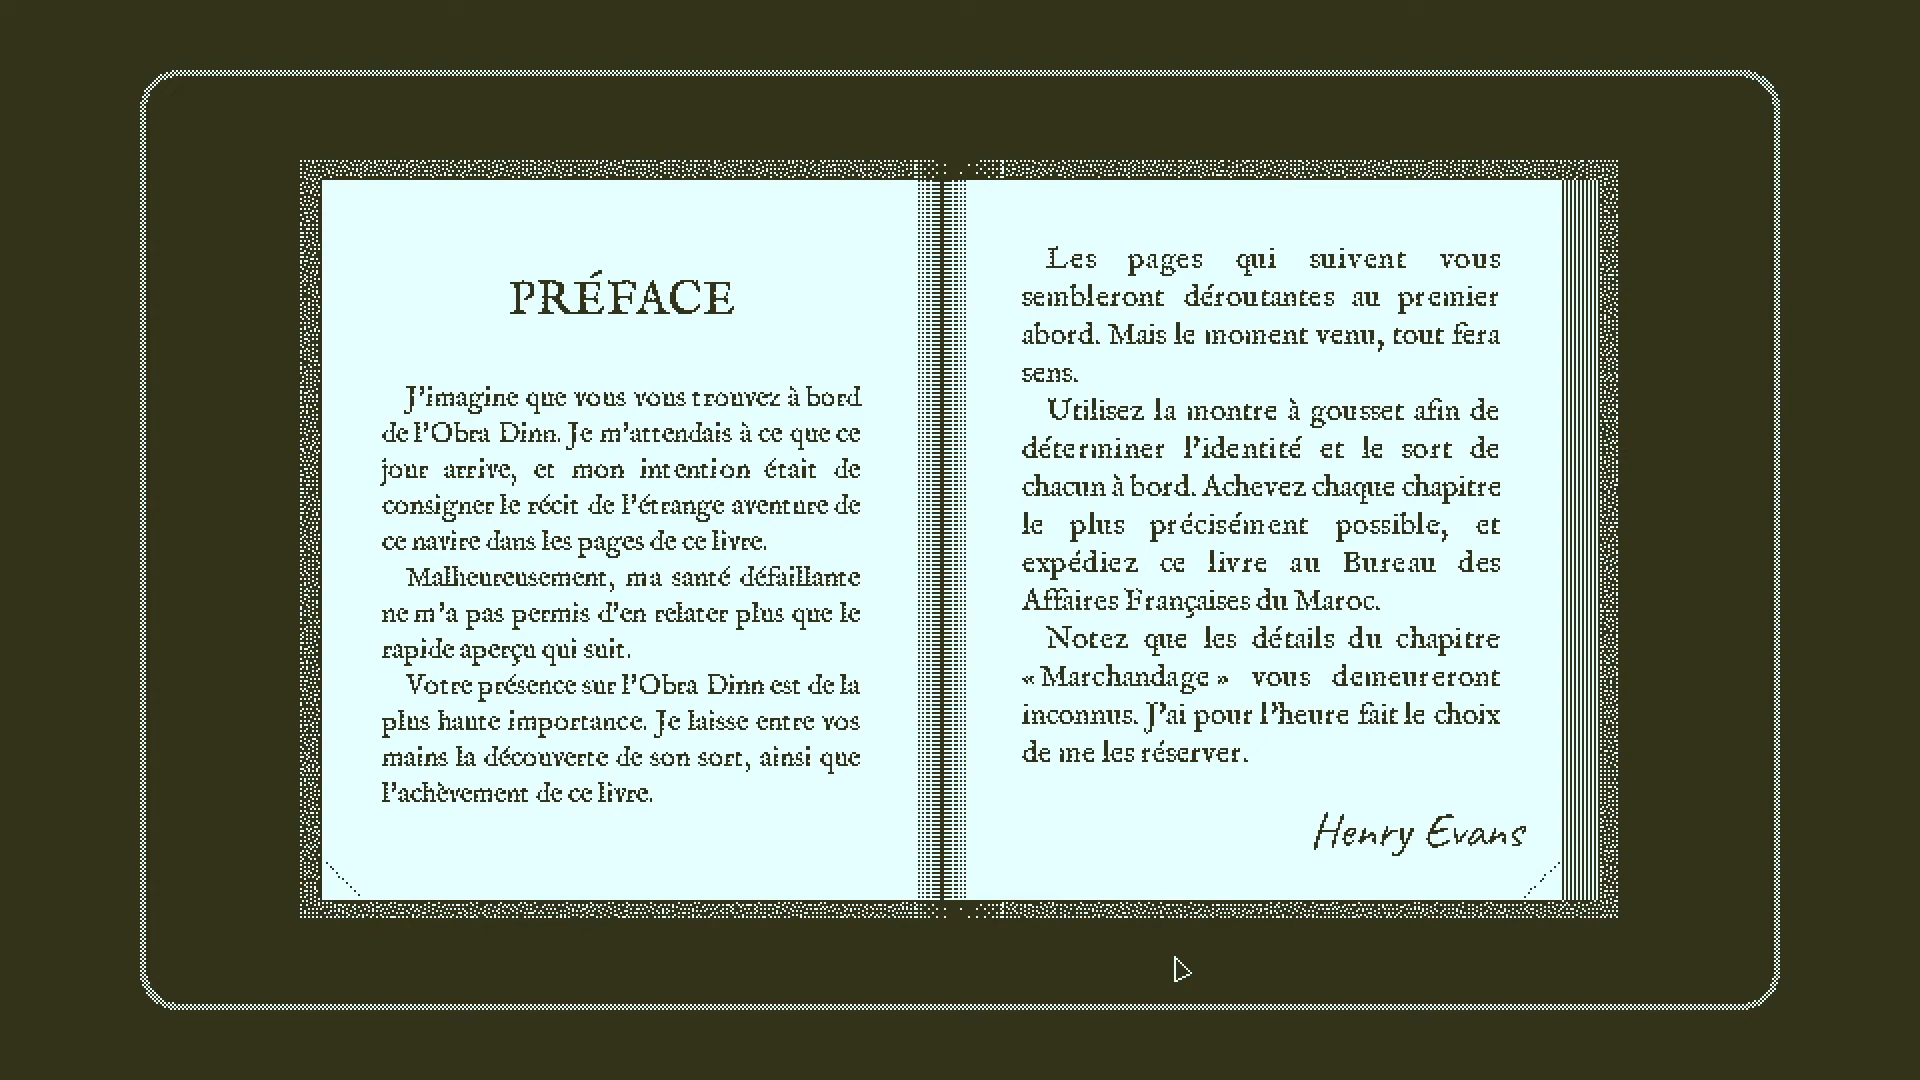 PRÉFACE
J'imagine que vous vous trouvez à bord
de l'Obra Dinn. Je m'attendais à ce que ce
jour arrive, et mon intention était de
consigner le récit de l'étrange aventure de
ce navire dans les pages de ce livre.
Malheureusement, ma santé défaillante
ne m'a pas permis d'en relater plus que le
rapide aperçu qui suit.
Votre présence sur l'Obra Dinn est de la
plus haute importance. Je laisse entre vos
mains la découverte de son sort, ainsi que
l'achèvement de ce livre.
Les pages qui suivent vous
sembleront déroutantes au premier
abord. Mais le moment venu, tout fera
sens.
Utilisez la montre à gousset afin de
déterminer l'identité et le sort de
chacun à bord. Achevez chaque chapitre
le plus précisément possible, et
expédiez ce livre au Bureau des
Affaires Françaises du Maroc.
Notez que les détails du chapitre
« Marchandage » vous demeureront
inconnus. J'ai pour l'heure fait le choix
de me les réserver.
Henry Evans